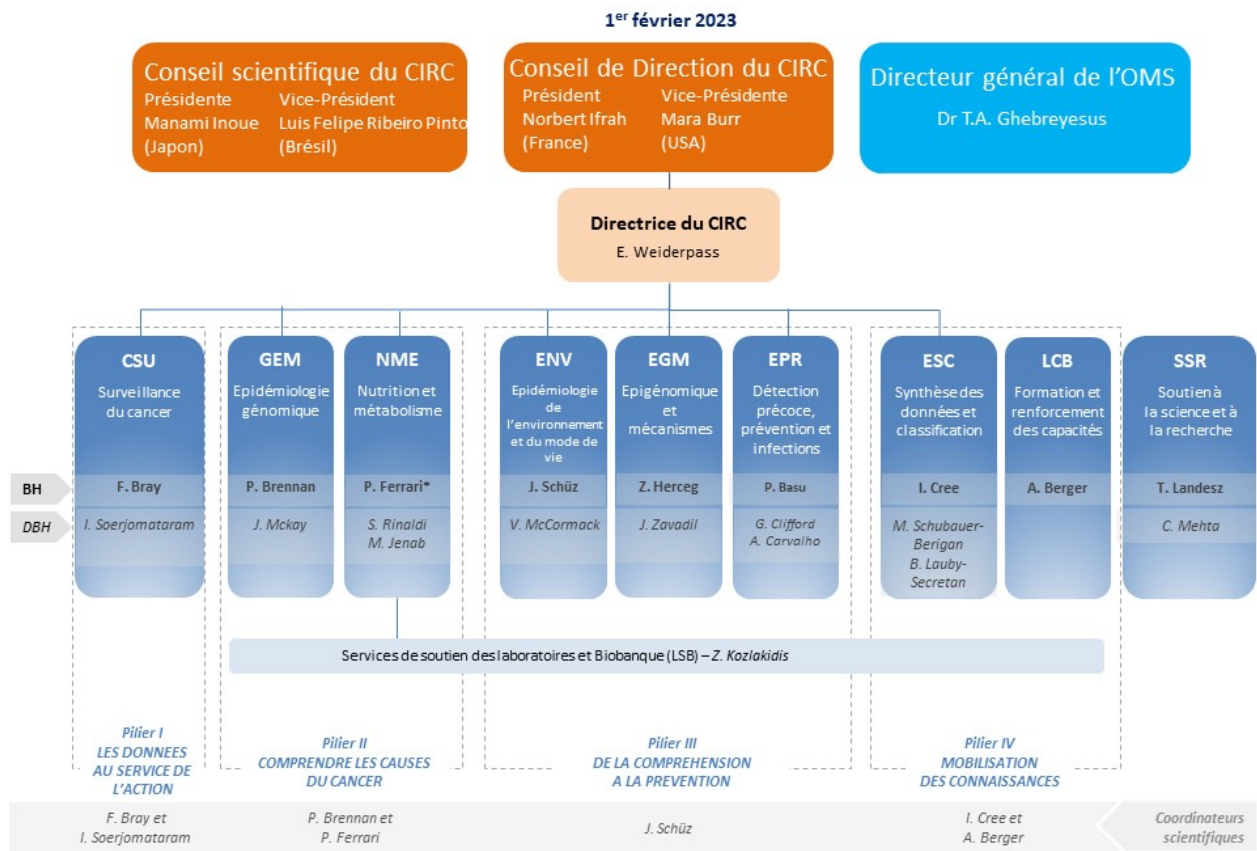 1er février 2023
Conseil scientifique du CIRC
Présidente
Manami Inoue
(Japon)
Vice-Président
Luis Felipe Ribeiro Pinto
(Brésil)
Conseil de Direction du CIRC
Président
Norbert Ifrah
(France)
Vice-Présidente
Mara Burr
(USA)
Directeur général de l'OMS
Dr T.A. Ghebreyesus
Directrice du CIRC
E. Weiderpass
CSU
Surveillance
du cancer
GEM
Epidémiologie
génomique
NME
Nutrition et
métabolisme
ENV
Epidémiologie
de
l'environnement
et du mode de
vie
EGM
Epigénomique
et
mécanismes
EPR
Détection
précoce,
prévention et
infections
ESC
Synthèse des
données et
classification
LCB
Formation et
renforcement
des capacités
SSR
Soutien à
la science et à
la recherche
BH
F. Bray
P. Brennan
P. Ferrari*
J. Schüz
Z. Herceg
P. Basu
I. Cree
A. Berger
T. Landesz
DBH
I. Soerjomataram
J. Mckay
S. Rinaldi
M. Jenab
V. McCormack
J. Zavadil
G. Clifford
A. Carvalho
M. Schubauer-
Berigan
B. Lauby-
Secretan
C. Mehta
Services de soutien des laboratoires et Biobanque (LSB) – Z. Kozlakidis
Pilier I
LES DONNEES
AU SERVICE DE
L'ACTION
Pilier II
COMPRENDRE LES CAUSES
DU CANCER
Pilier III
DE LA COMPREHENSION
A LA PREVENTION
Pilier IV
MOBILISATION
DES CONNAISSANCES
F. Bray et
I. Soerjomataram
P. Brennan et
P. Ferrari
J. Schüz
I. Cree et
A. Berger
Coordinateurs
scientifiques